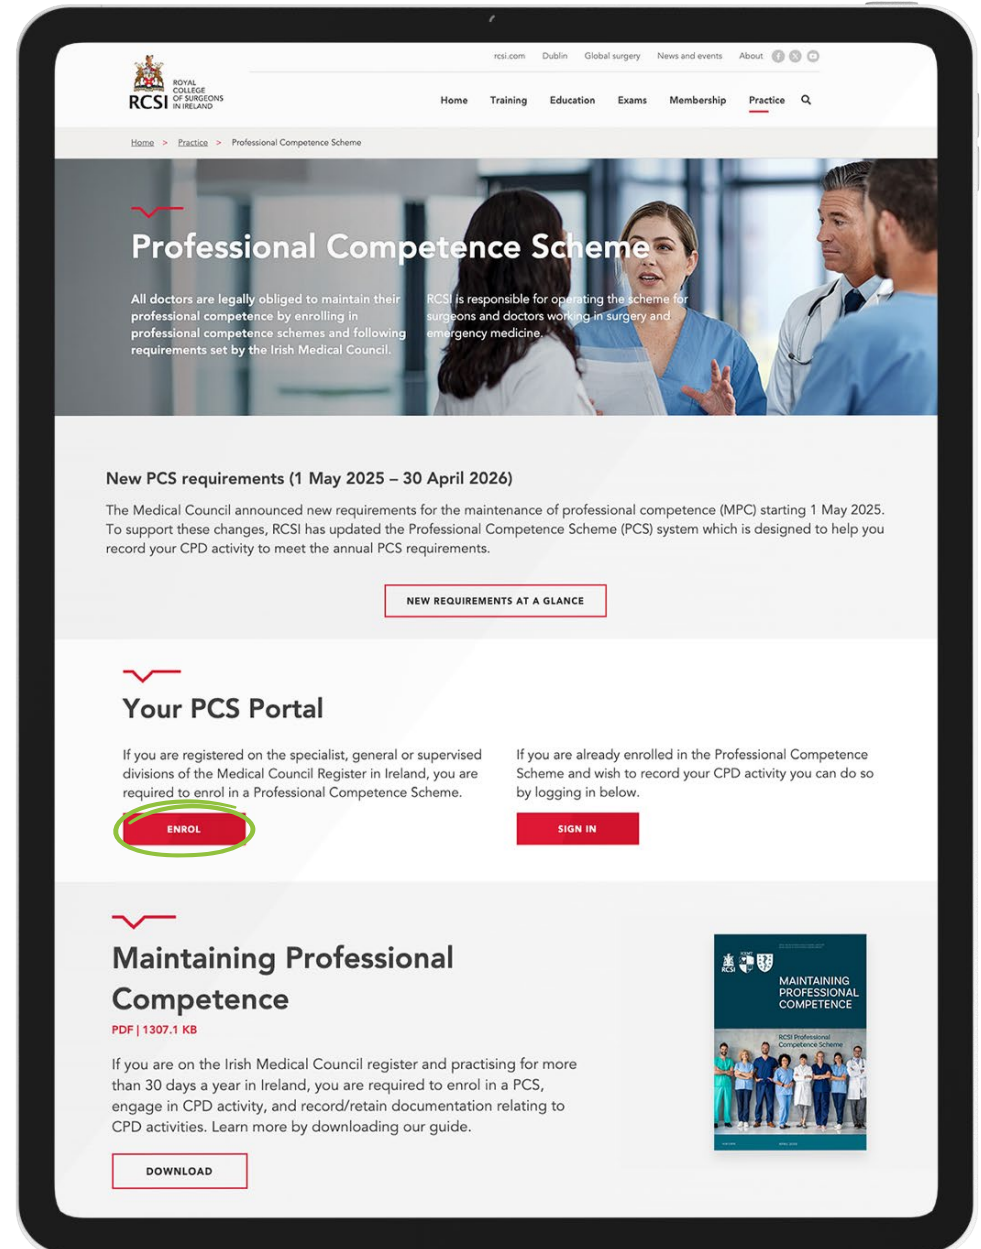 rcsi.com Dublin Global surgery News and events About
ROYAL
COLLEGE
OF SURGEONS
IN IRELAND
RCSI
Home Training Education Exams Membership Practice
Home > Practice > Professional Competence Scheme
Professional Competence Scheme
All doctors are legally obliged to maintain their
professional competence by enrolling in
professional competence schemes and following
requirements set by the Irish Medical Council.
RCSI is responsible for operating the scheme for
surgeons and doctors working in surgery and
emergency medicine.
New PCS requirements (1 May 2025 – 30 April 2026)
The Medical Council announced new requirements for the maintenance of professional competence (MPC) starting 1 May 2025.
To support these changes, RCSI has updated the Professional Competence Scheme (PCS) system which is designed to help you
record your CPD activity to meet the annual PCS requirements.
NEW REQUIREMENTS AT A GLANCE
Your PCS Portal
If you are registered on the specialist, general or supervised
divisions of the Medical Council Register in Ireland, you are
required to enrol in a Professional Competence Scheme.
ENROL
If you are already enrolled in the Professional Competence
Scheme and wish to record your CPD activity you can do so
by logging in below.
SIGN IN
Maintaining Professional
Competence
PDF | 1307.1 KB
If you are on the Irish Medical Council register and practising for more
than 30 days a year in Ireland, you are required to enrol in a PCS,
engage in CPD activity, and record/retain documentation relating to
CPD activities. Learn more by downloading our guide.
DOWNLOAD
RCSI
MAINTAINING
PROFESSIONAL
COMPETENCE
RCSI Professional
Competence Scheme